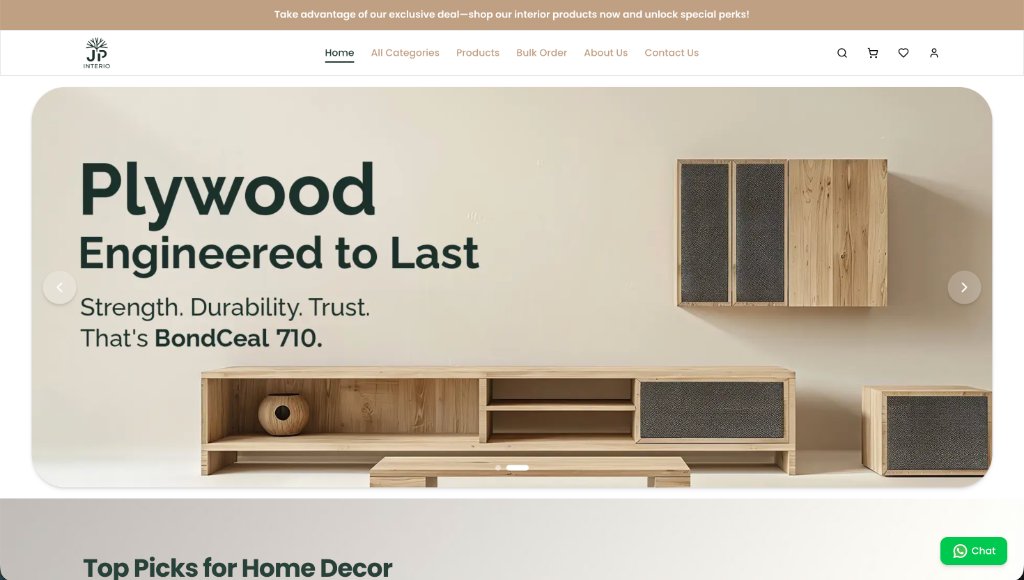 Take advantage of our exclusive deal—shop our interior products now and unlock special perks!
JP
INTERIO
Home
All Categories
Products
Bulk Order
About Us
Contact Us
Plywood
Engineered to Last
Strength. Durability. Trust.
That's BondCeal 710.
Top Picks for Home Decor
Chat